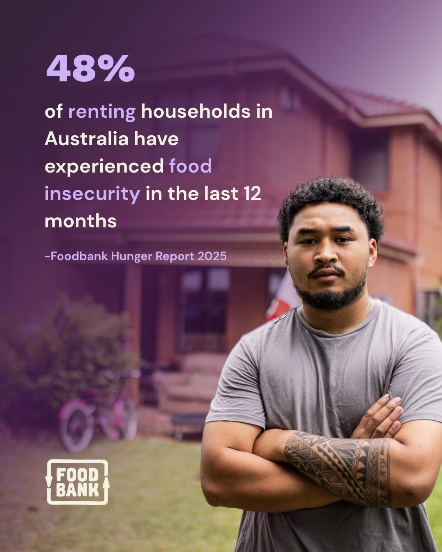 48%
of renting households in
Australia have
experienced food
insecurity in the last 12
months
–Foodbank Hunger Report 2025
FOOD
BANK